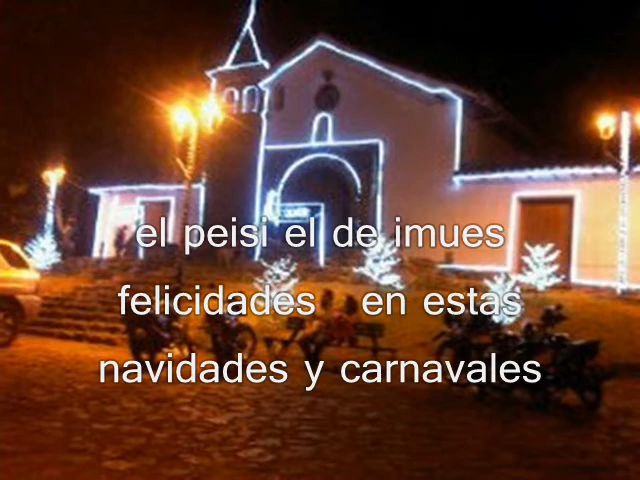 el peisi el de imues
felicidades en estas
navidades y carnavales